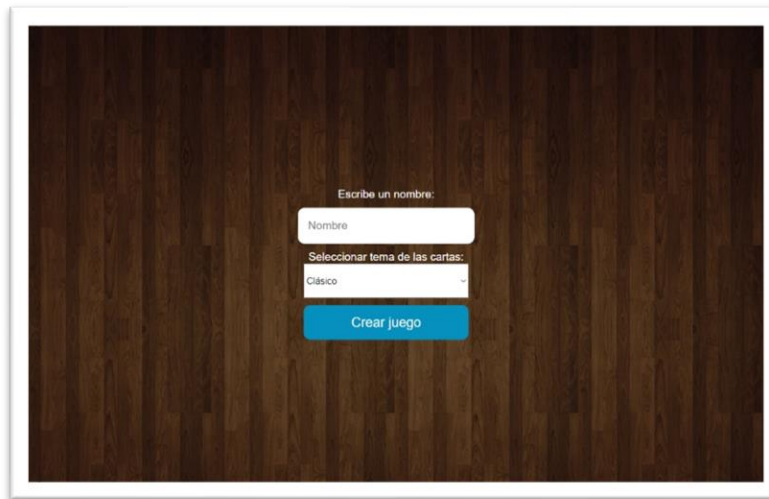 Escribe un nombre:
Nombre
Seleccionar tema de las cartas:
Clásico
Crear juego